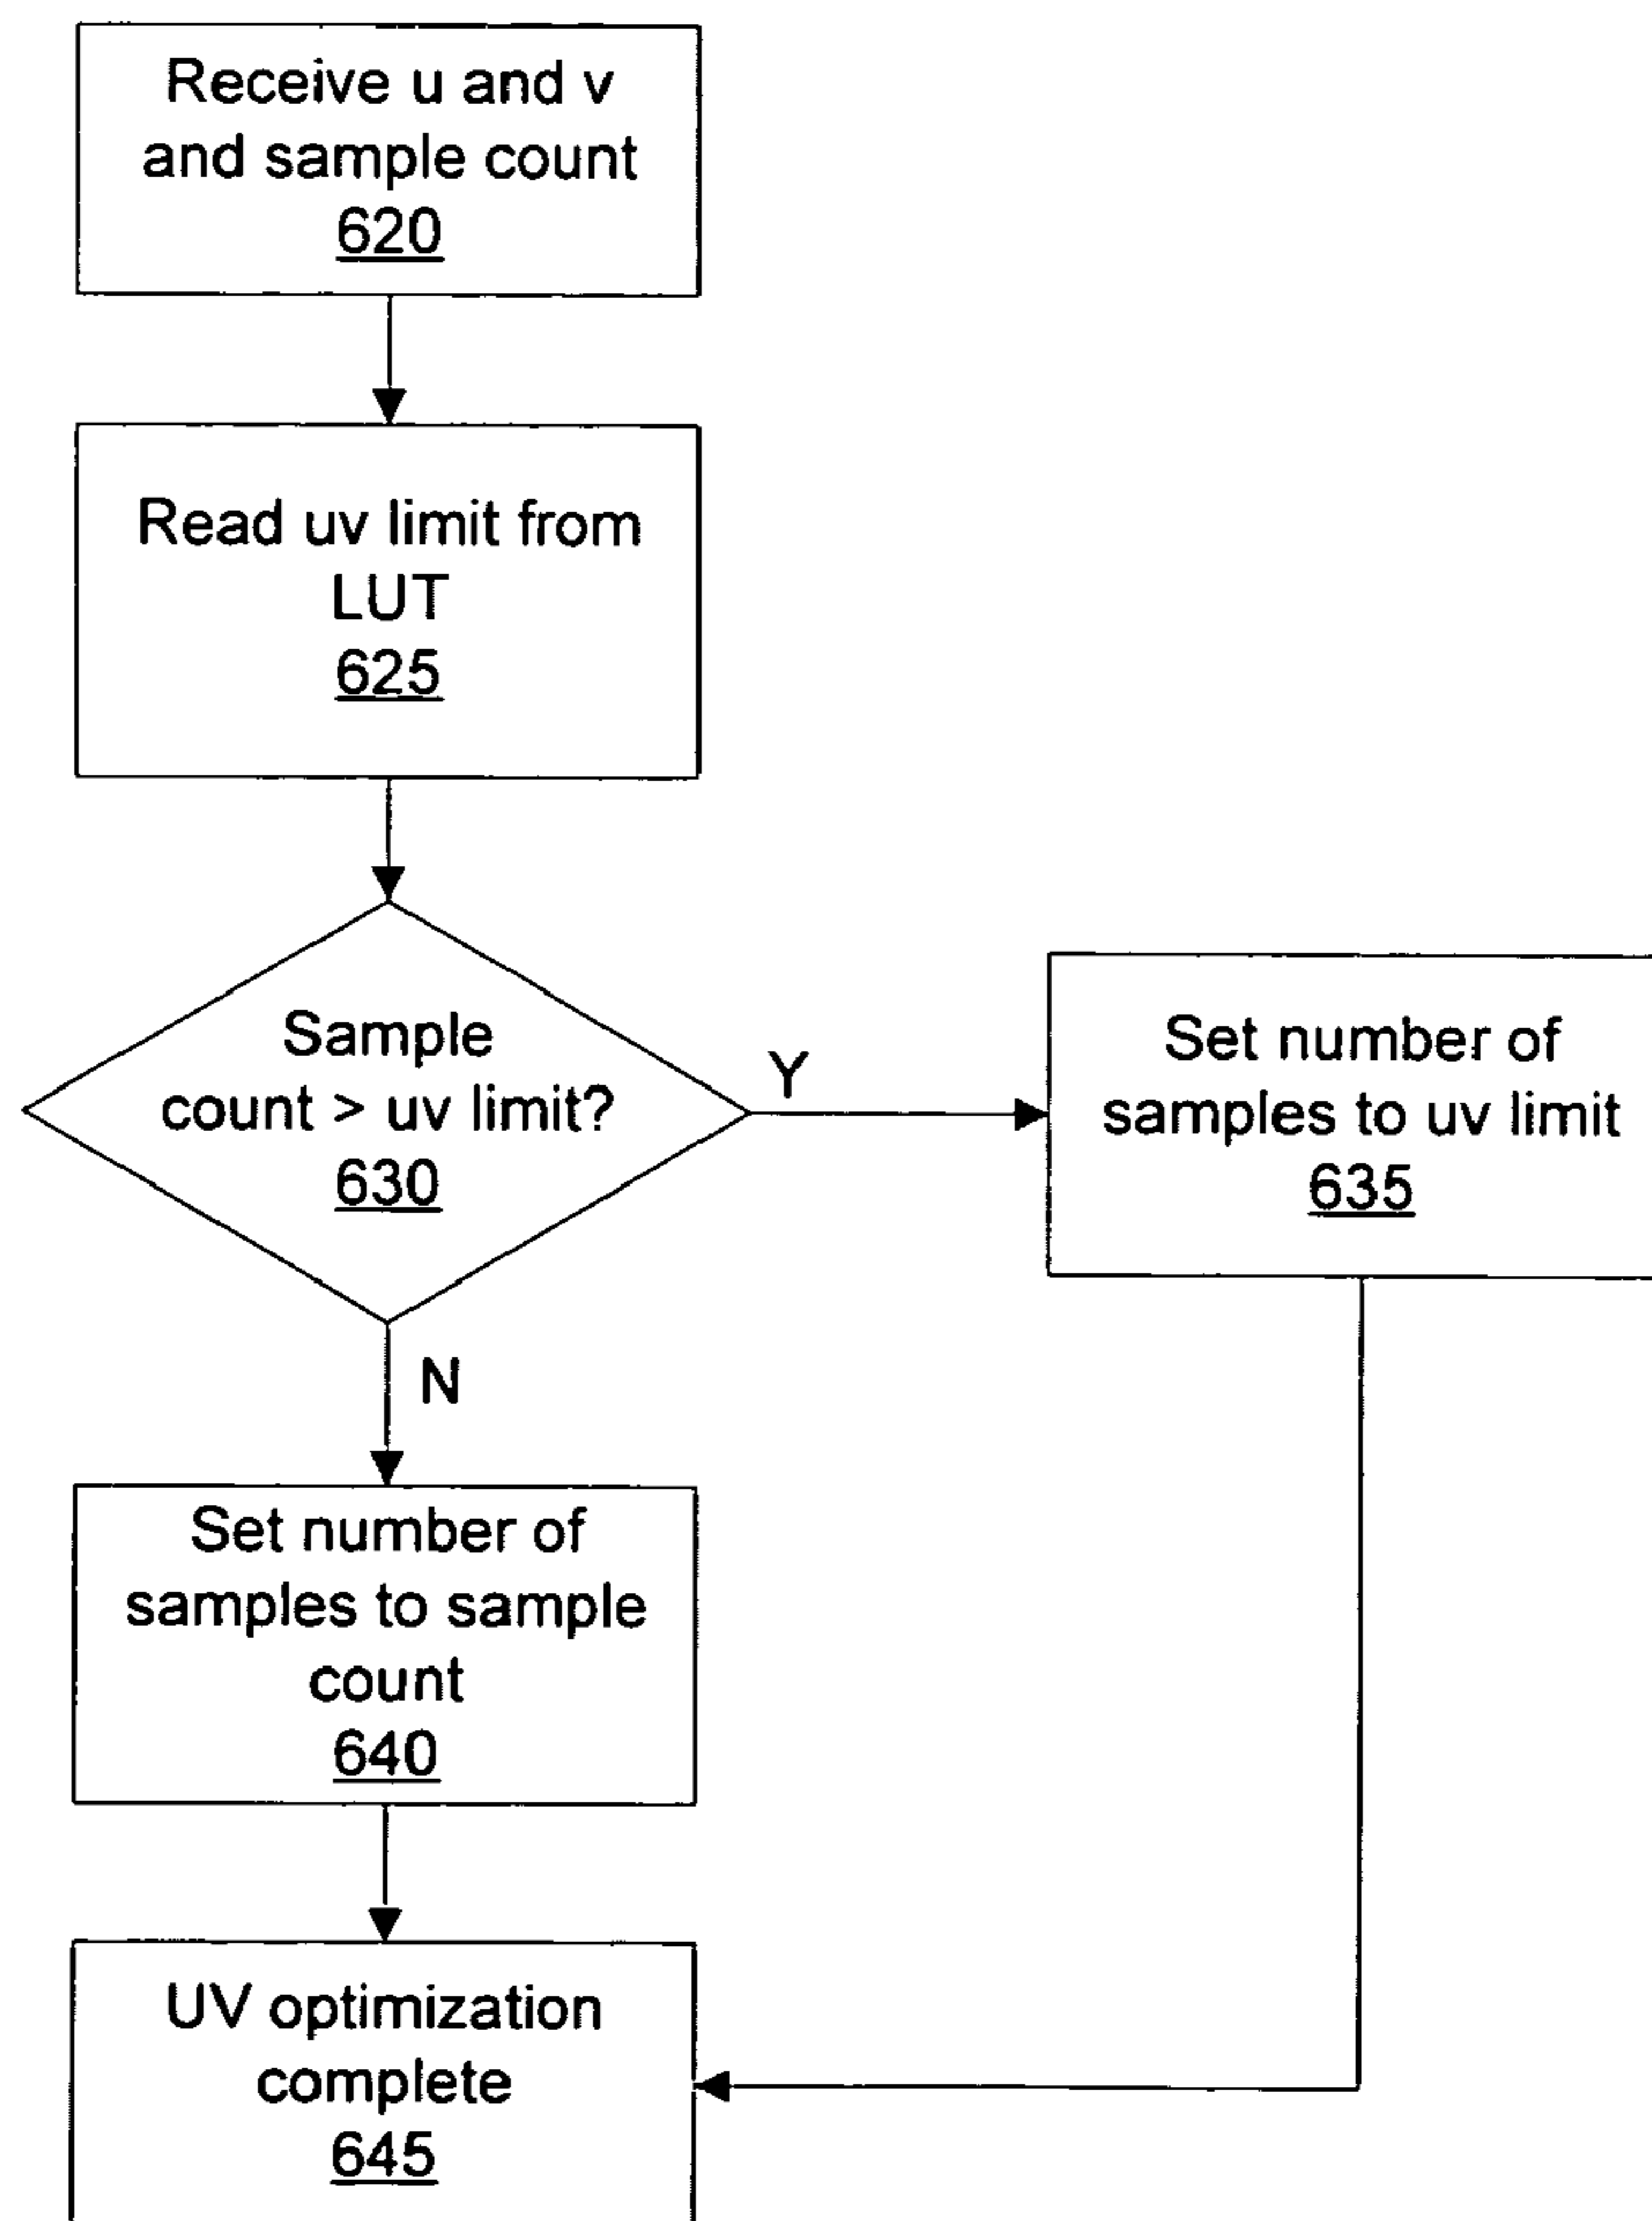 Receive u and v
and sample count
620
Read uv limit from
LUT
625
Sample
count > uv limit?
630
Y
Set number of
samples to uv limit
635
N
Set number of
samples to sample
count
640
UV optimization
complete
645